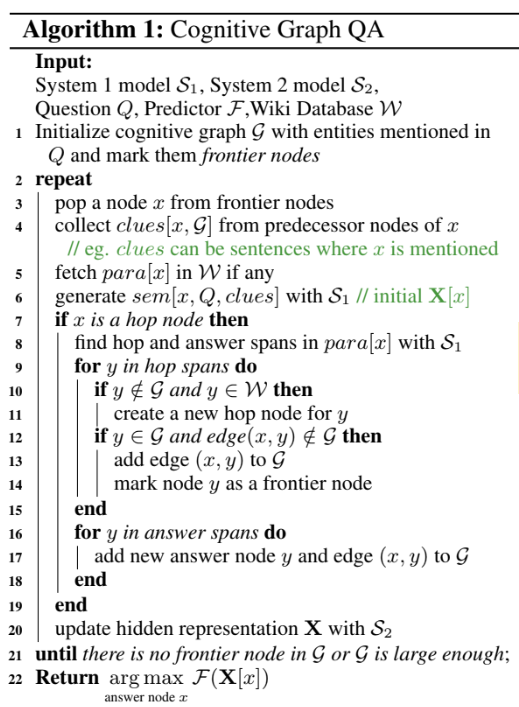 Algorithm 1: Cognitive Graph QA
Input:
System 1 model 𝒮₁, System 2 model 𝒮₂,
Question Q, Predictor ℱ,Wiki Database 𝒲
1 Initialize cognitive graph 𝒢 with entities mentioned in
Q and mark them frontier nodes
2 repeat
3 pop a node x from frontier nodes
4 collect clues[x, 𝒢] from predecessor nodes of x
// eg. clues can be sentences where x is mentioned
5 fetch para[x] in 𝒲 if any
6 generate sem[x, Q, clues] with 𝒮₁ // initial X[x]
7 if x is a hop node then
8 find hop and answer spans in para[x] with 𝒮₁
9 for y in hop spans do
10 if y ∉ 𝒢 and y ∈ 𝒲 then
11 create a new hop node for y
12 if y ∈ 𝒢 and edge(x, y) ∉ 𝒢 then
13 add edge (x, y) to 𝒢
14 mark node y as a frontier node
15 end
16 for y in answer spans do
17 add new answer node y and edge (x, y) to 𝒢
18 end
19 end
20 update hidden representation X with 𝒮₂
21 until there is no frontier node in 𝒢 or 𝒢 is large enough;
22 Return arg max ℱ(X[x])
answer node x